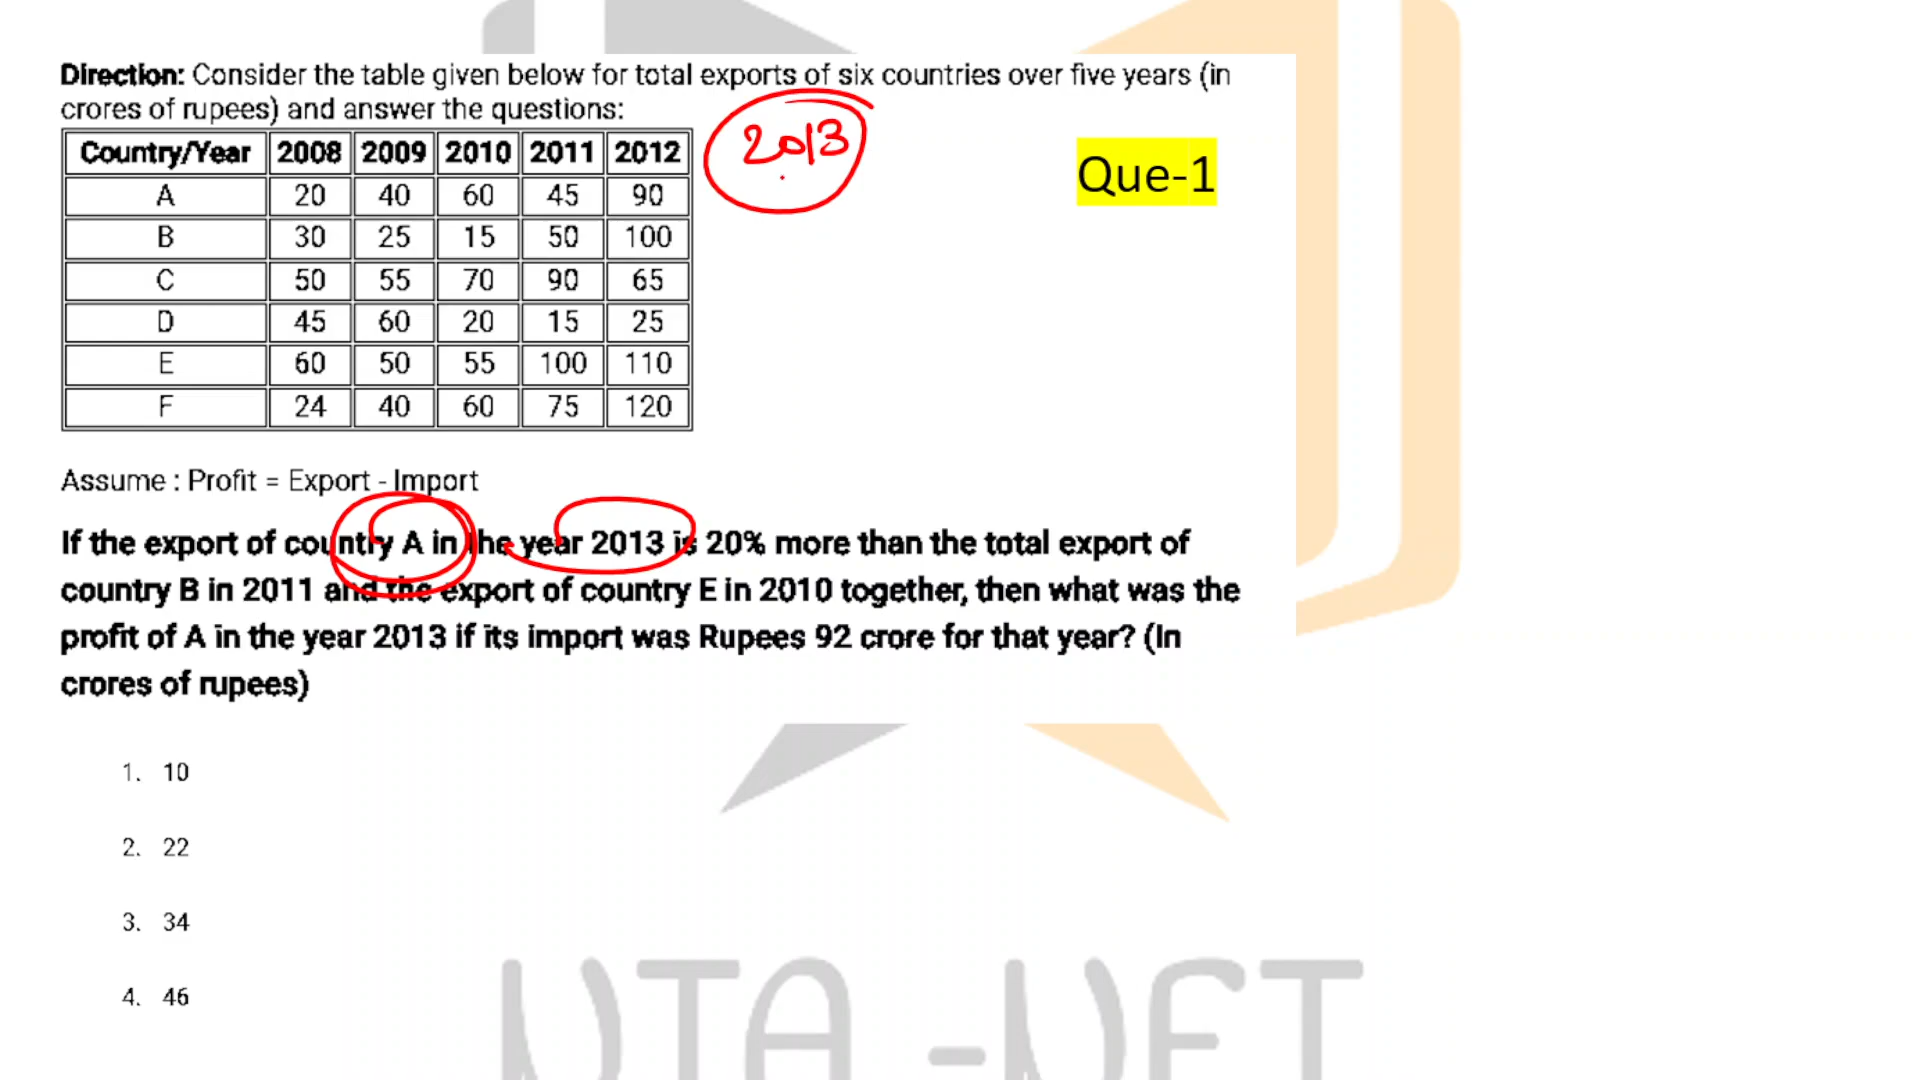 Direction: Consider the table given below for total exports of six countries over five years (in
crores of rupees) and answer the questions:
Country/Year 2008 2009 2010 2011 2012
2013
Que-1
A 20 40 60 45 90
B 30 25 15 50 100
C 50 55 70 90 65
D 45 60 20 15 25
E 60 50 55 100 110
F 24 40 60 75 120
Assume : Profit = Export - Import
If the export of country A in the year 2013 is 20% more than the total export of
country B in 2011 and the export of country E in 2010 together, then what was the
profit of A in the year 2013 if its import was Rupees 92 crore for that year? (In
crores of rupees)
1. 10
2. 22
3. 34
4. 46
NTA-NET